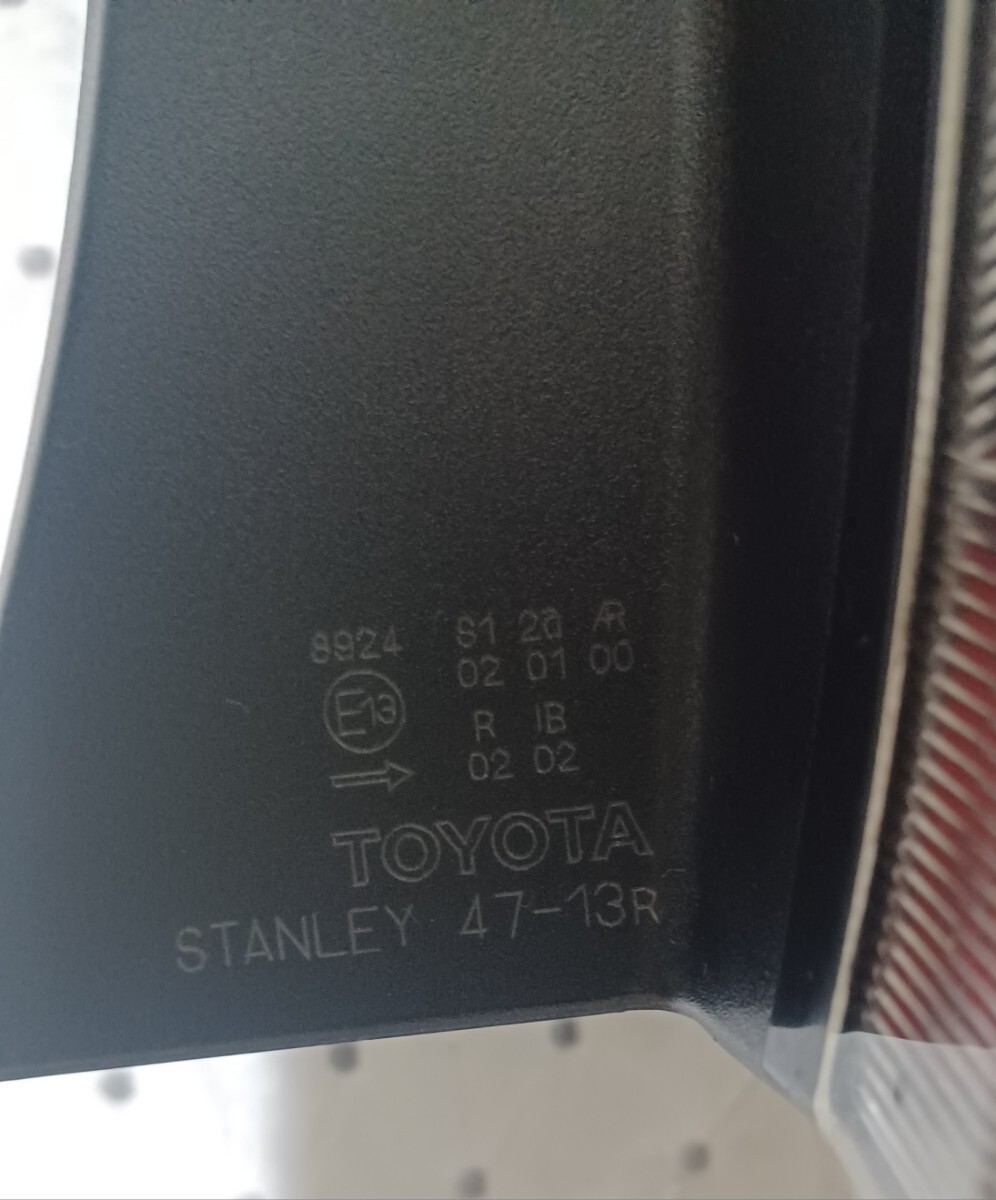 8924 S1 2a AR
02 01 00
E13
R IB
→ 02 02
TOYOTA
STANLEY 47-13R